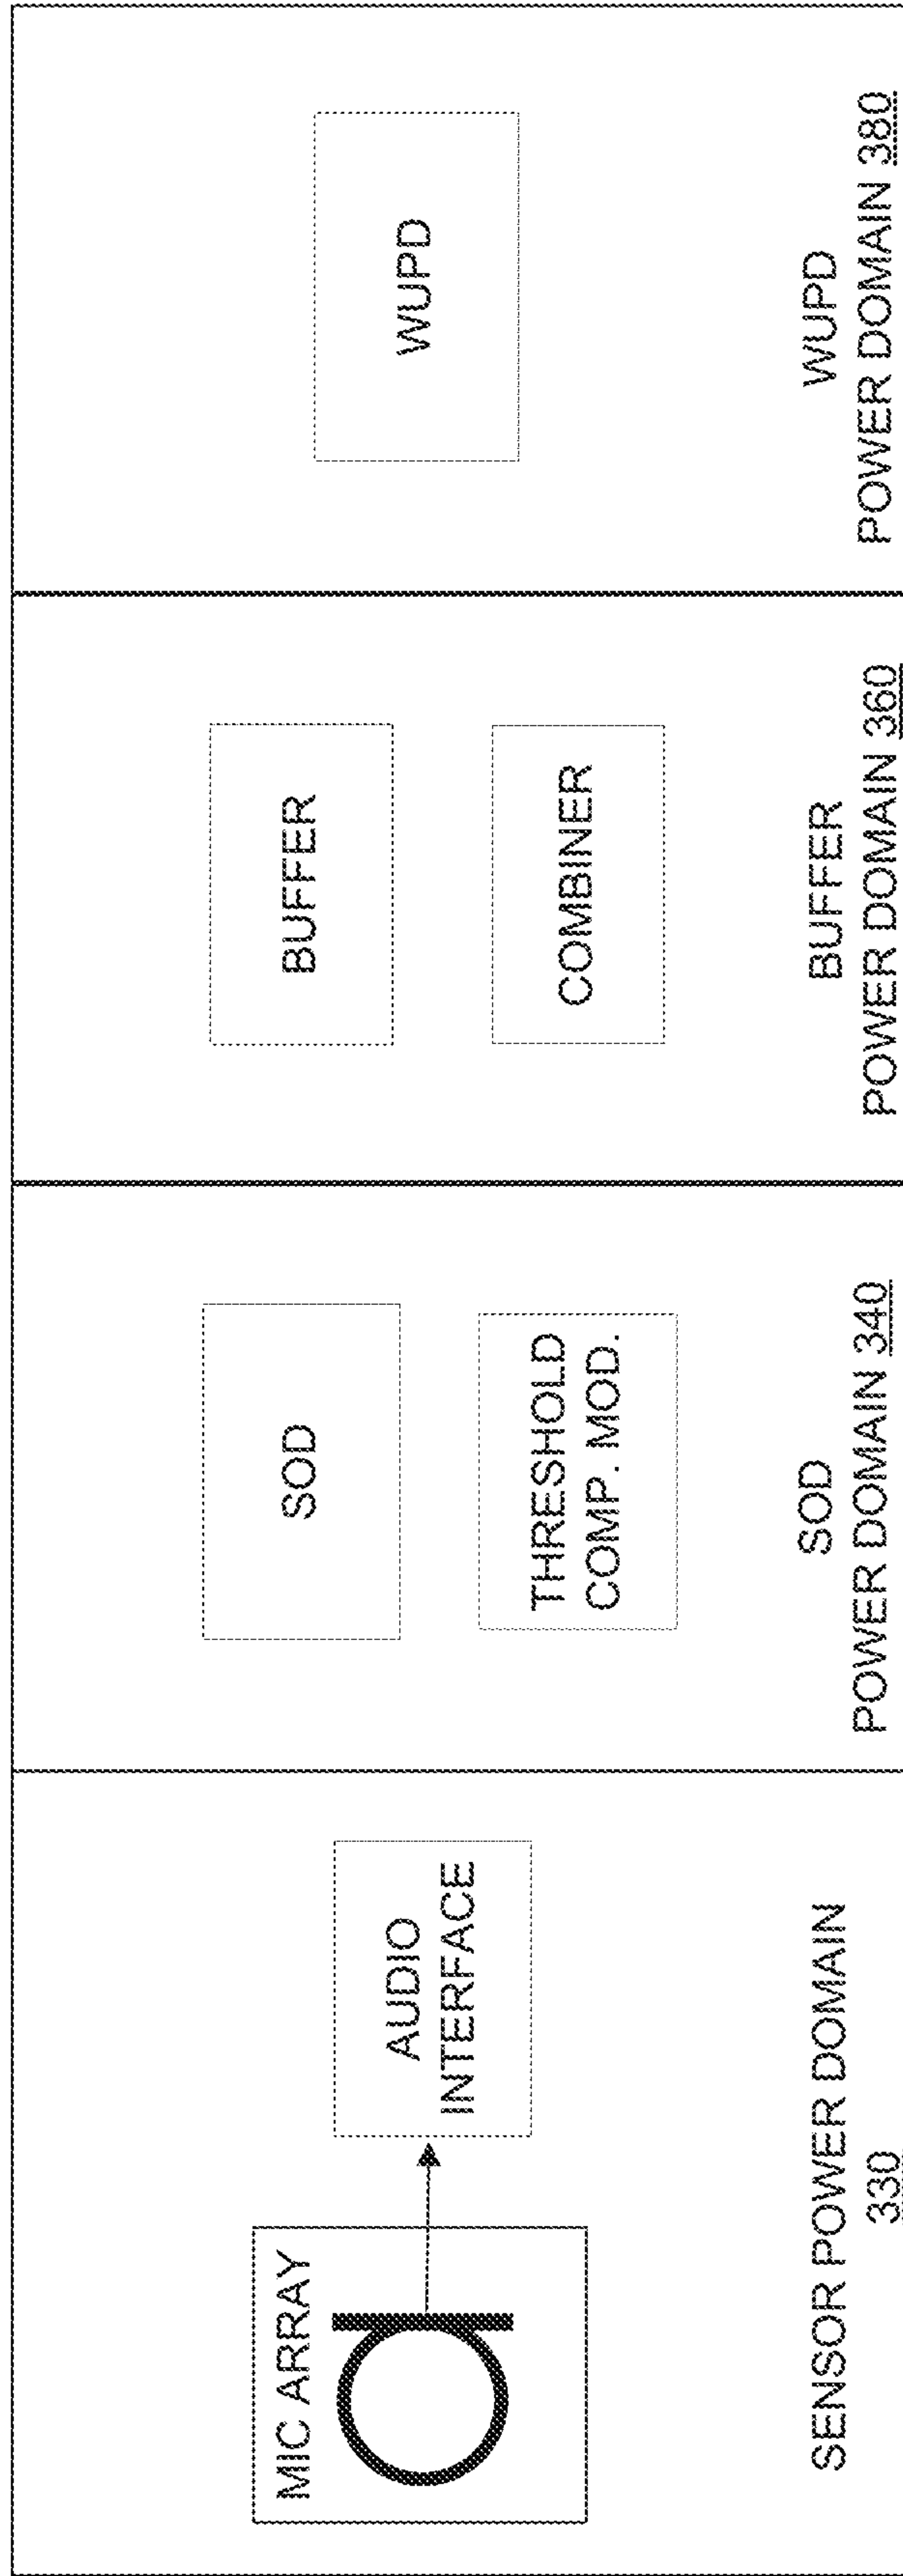 MIC ARRAY
AUDIO
INTERFACE
SENSOR POWER DOMAIN
330
SOD
THRESHOLD
COMP. MOD.
SOD
POWER DOMAIN 340
BUFFER
COMBINER
BUFFER
POWER DOMAIN 360
WUPD
WUPD
POWER DOMAIN 380